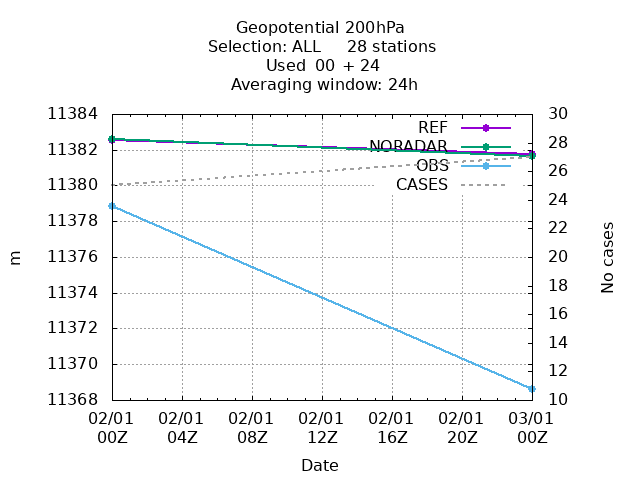 Geopotential 200hPa
Selection: ALL 28 stations
Used 00 + 24
Averaging window: 24h
11384
11382
11380
11378
11376
11374
11372
11370
11368
m
30
28
26
24
22
20
18
16
14
12
10
No cases
REF
NORADAR
OBS
CASES
02/01 02/01 02/01 02/01 02/01 02/01 03/01
00Z 04Z 08Z 12Z 16Z 20Z 00Z
Date